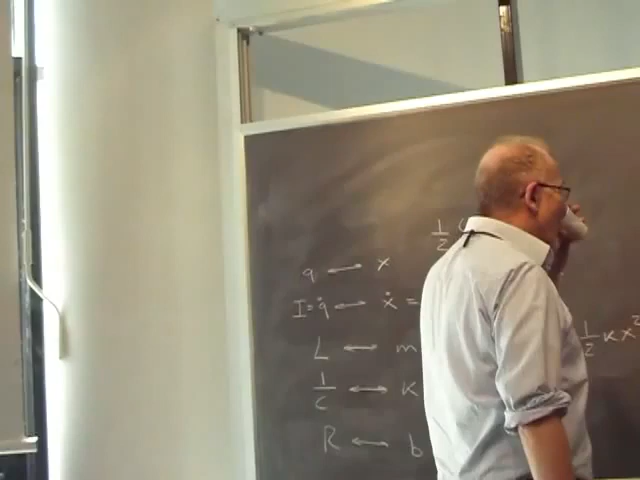 1/2
q ↔ x
I = q̇ ↔ ẋ =
L ↔ m
1/C ↔ K
1/2 K x²
R ↔ b